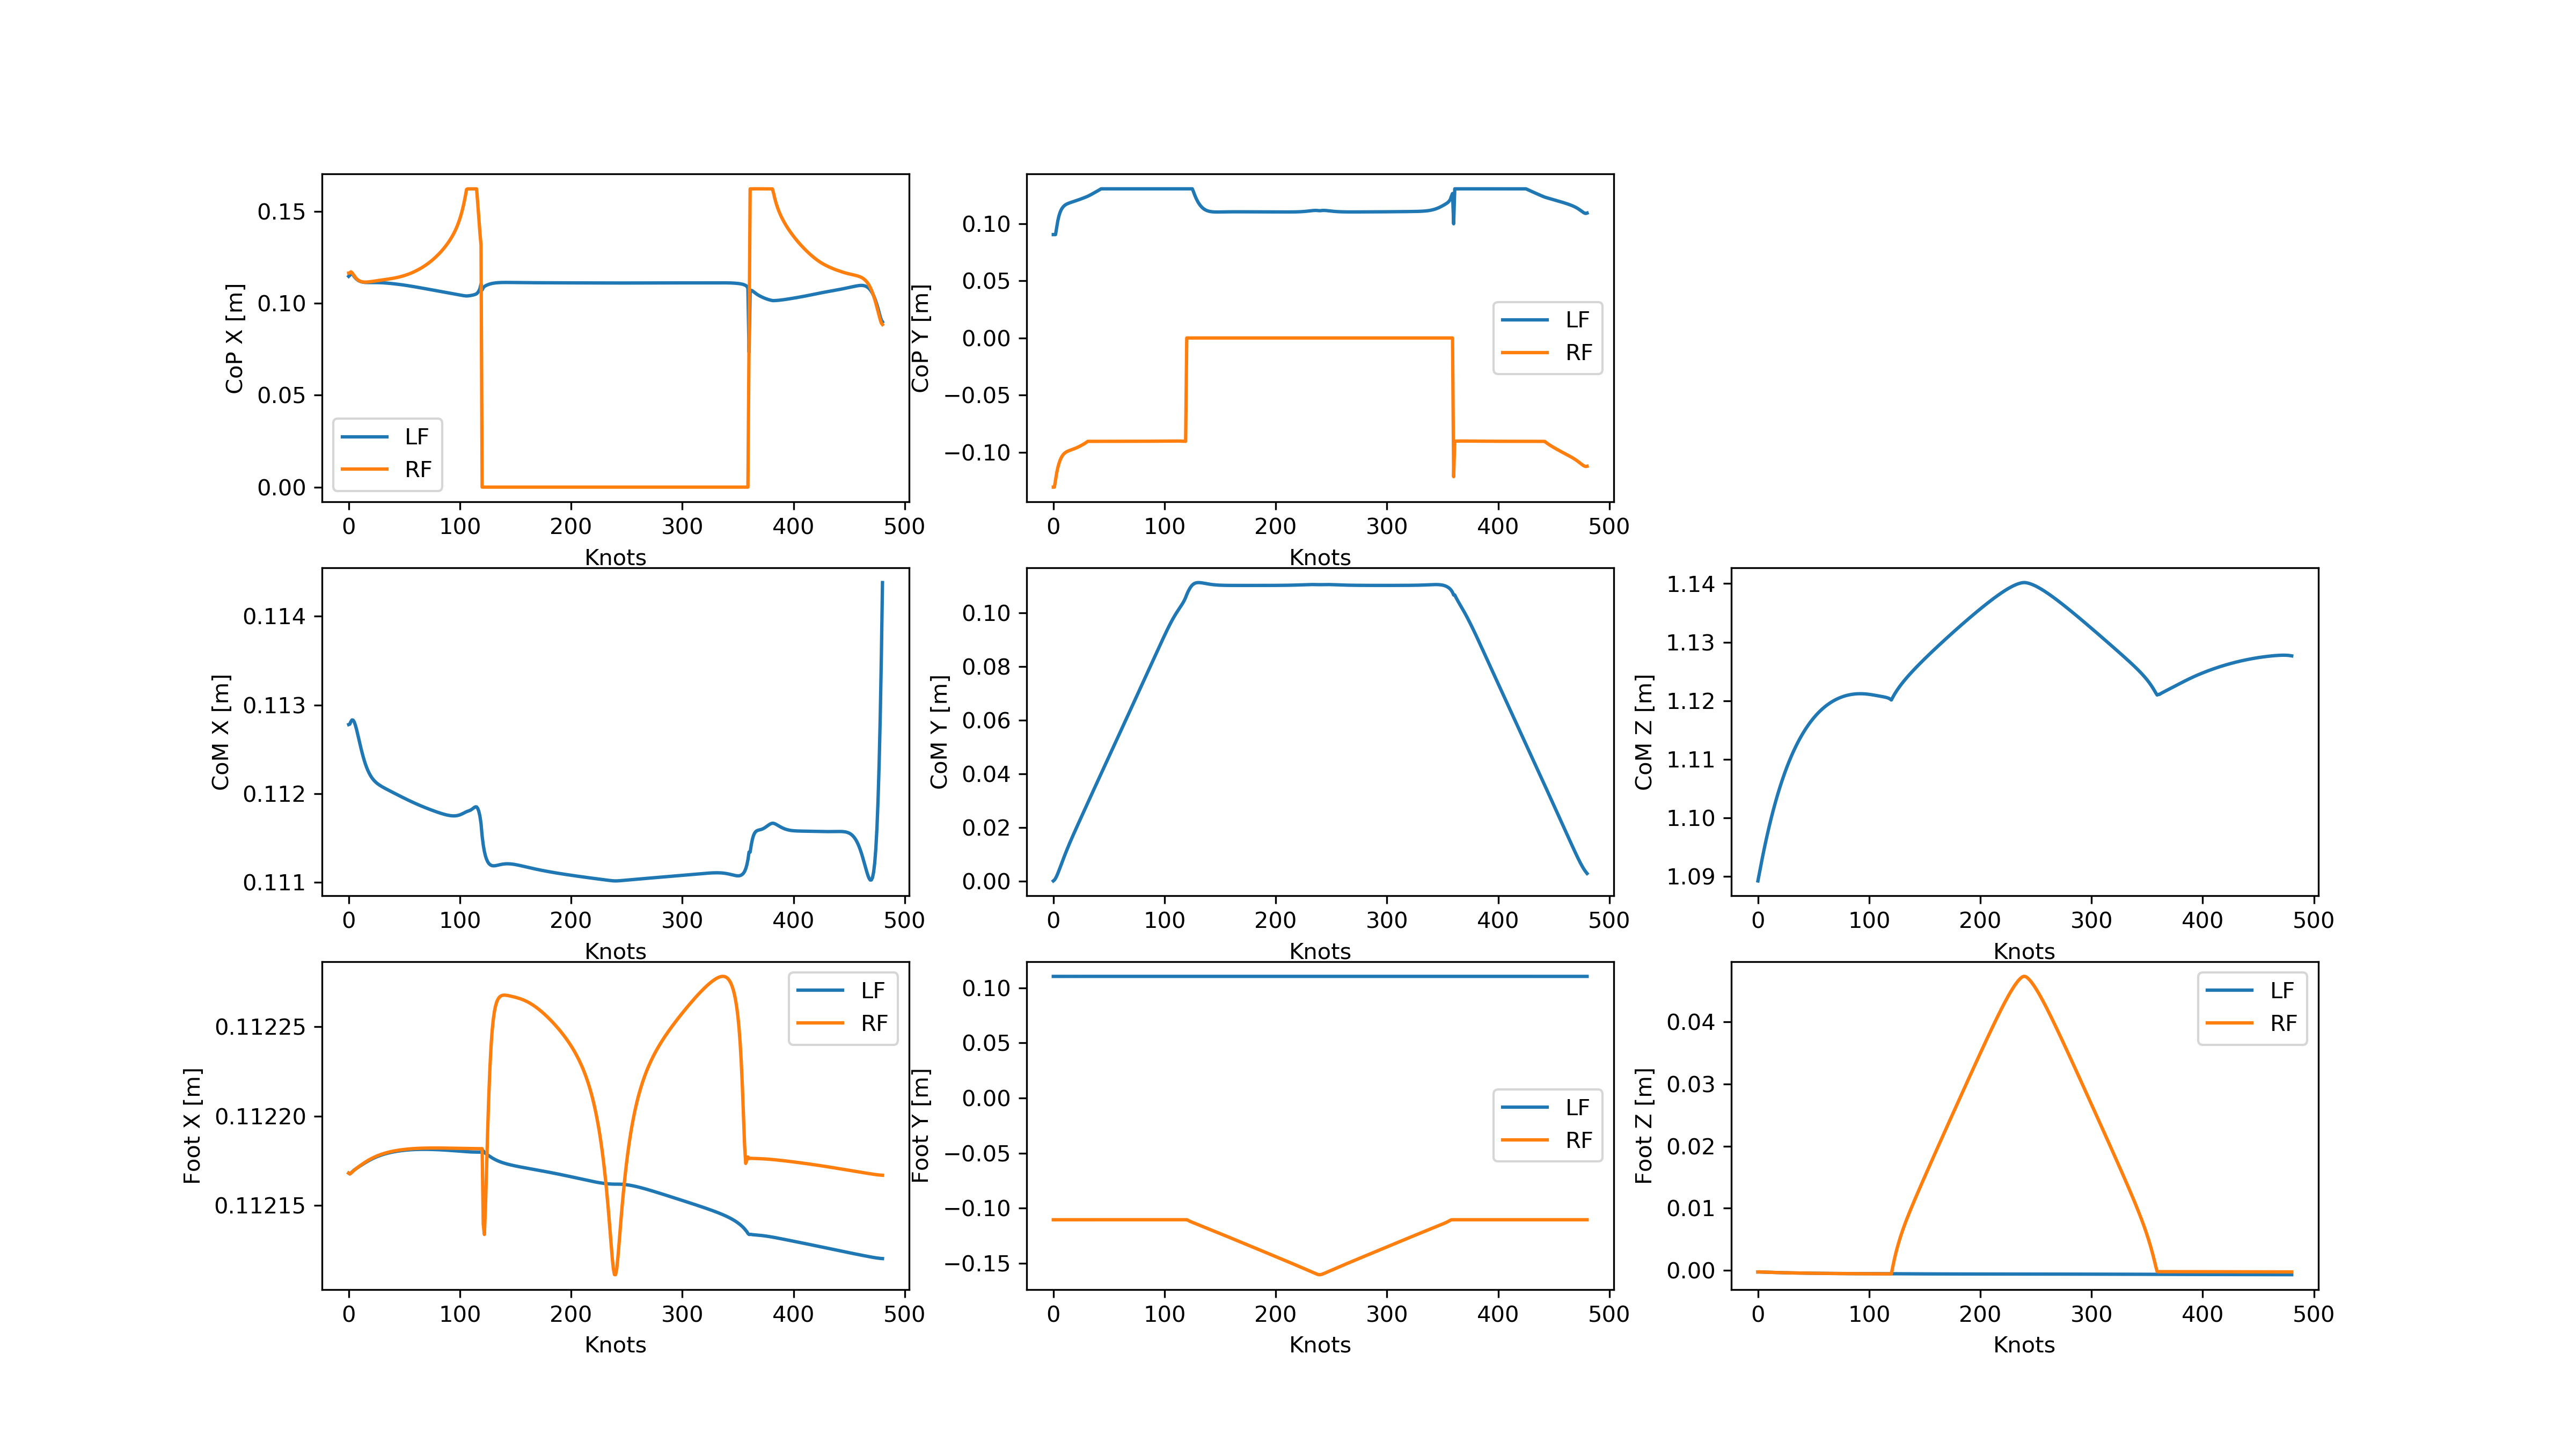 0.15
0.10
0.05
0.00
CoP X [m]
LF
RF
0 100 200 300 400 500
Knots
0.10
0.05
0.00
−0.05
−0.10
CoP Y [m]
LF
RF
0 100 200 300 400 500
Knots
0.114
0.113
0.112
0.111
CoM X [m]
0 100 200 300 400 500
Knots
0.10
0.08
0.06
0.04
0.02
0.00
CoM Y [m]
0 100 200 300 400 500
Knots
1.14
1.13
1.12
1.11
1.10
1.09
CoM Z [m]
0 100 200 300 400 500
Knots
0.11225
0.11220
0.11215
Foot X [m]
LF
RF
0 100 200 300 400 500
Knots
0.10
0.05
0.00
−0.05
−0.10
−0.15
Foot Y [m]
LF
RF
0 100 200 300 400 500
Knots
0.04
0.03
0.02
0.01
0.00
Foot Z [m]
LF
RF
0 100 200 300 400 500
Knots